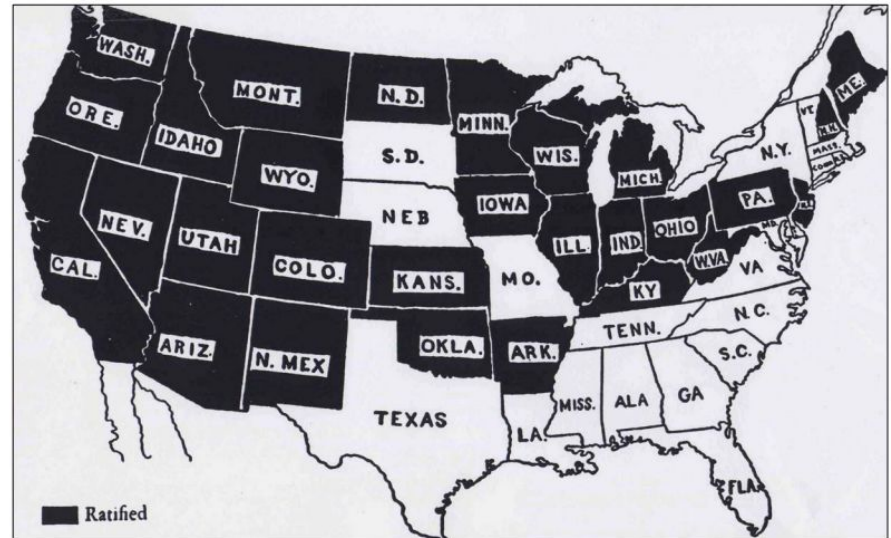 WASH.
ORE.
IDAHO
MONT.
N.D.
S.D.
WYO.
NEB
NEV.
UTAH
COLO.
CAL.
KANS.
ARIZ.
N. MEX
OKLA.
TEXAS
MINN.
IOWA
MO.
ARK.
LA.
WIS.
ILL.
MICH.
IND.
OHIO
KY
TENN.
MISS.
ALA
GA
FLA.
S.C.
N.C.
VA
W.VA.
PA.
N.Y.
VT.
ME.
MASS.
CONN.
MD.
Ratified